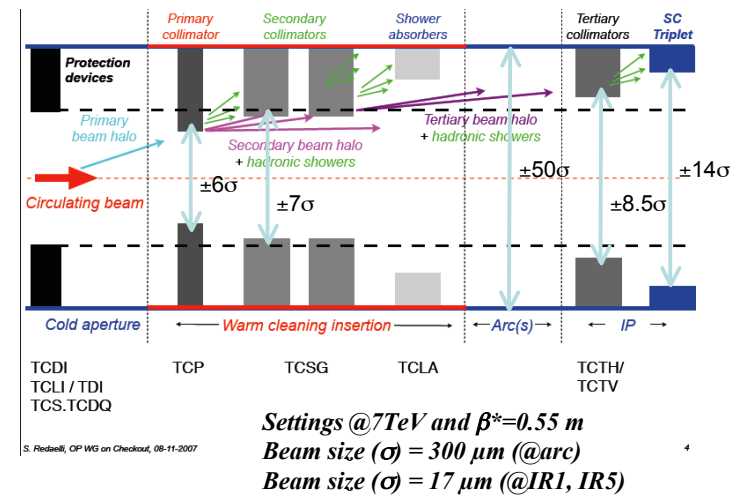 Primary
collimator
Secondary
collimators
Shower
absorbers
Tertiary
collimators
SC
Triplet
Protection
devices
Primary
beam halo
Secondary beam halo
+ hadronic showers
Tertiary beam halo
+ hadronic showers
Circulating beam
±6σ
±7σ
±50σ
±8.5σ
±14σ
Cold aperture
Warm cleaning insertion
Arc(s)
IP
TCDI
TCLI / TDI
TCS.TCDQ
TCP
TCSG
TCLA
TCTH/
TCTV
Settings @7TeV and β*=0.55 m
Beam size (σ) = 300 μm (@arc)
Beam size (σ) = 17 μm (@IR1, IR5)
S. Redaelli, OP WG on Checkout, 08-11-2007
4